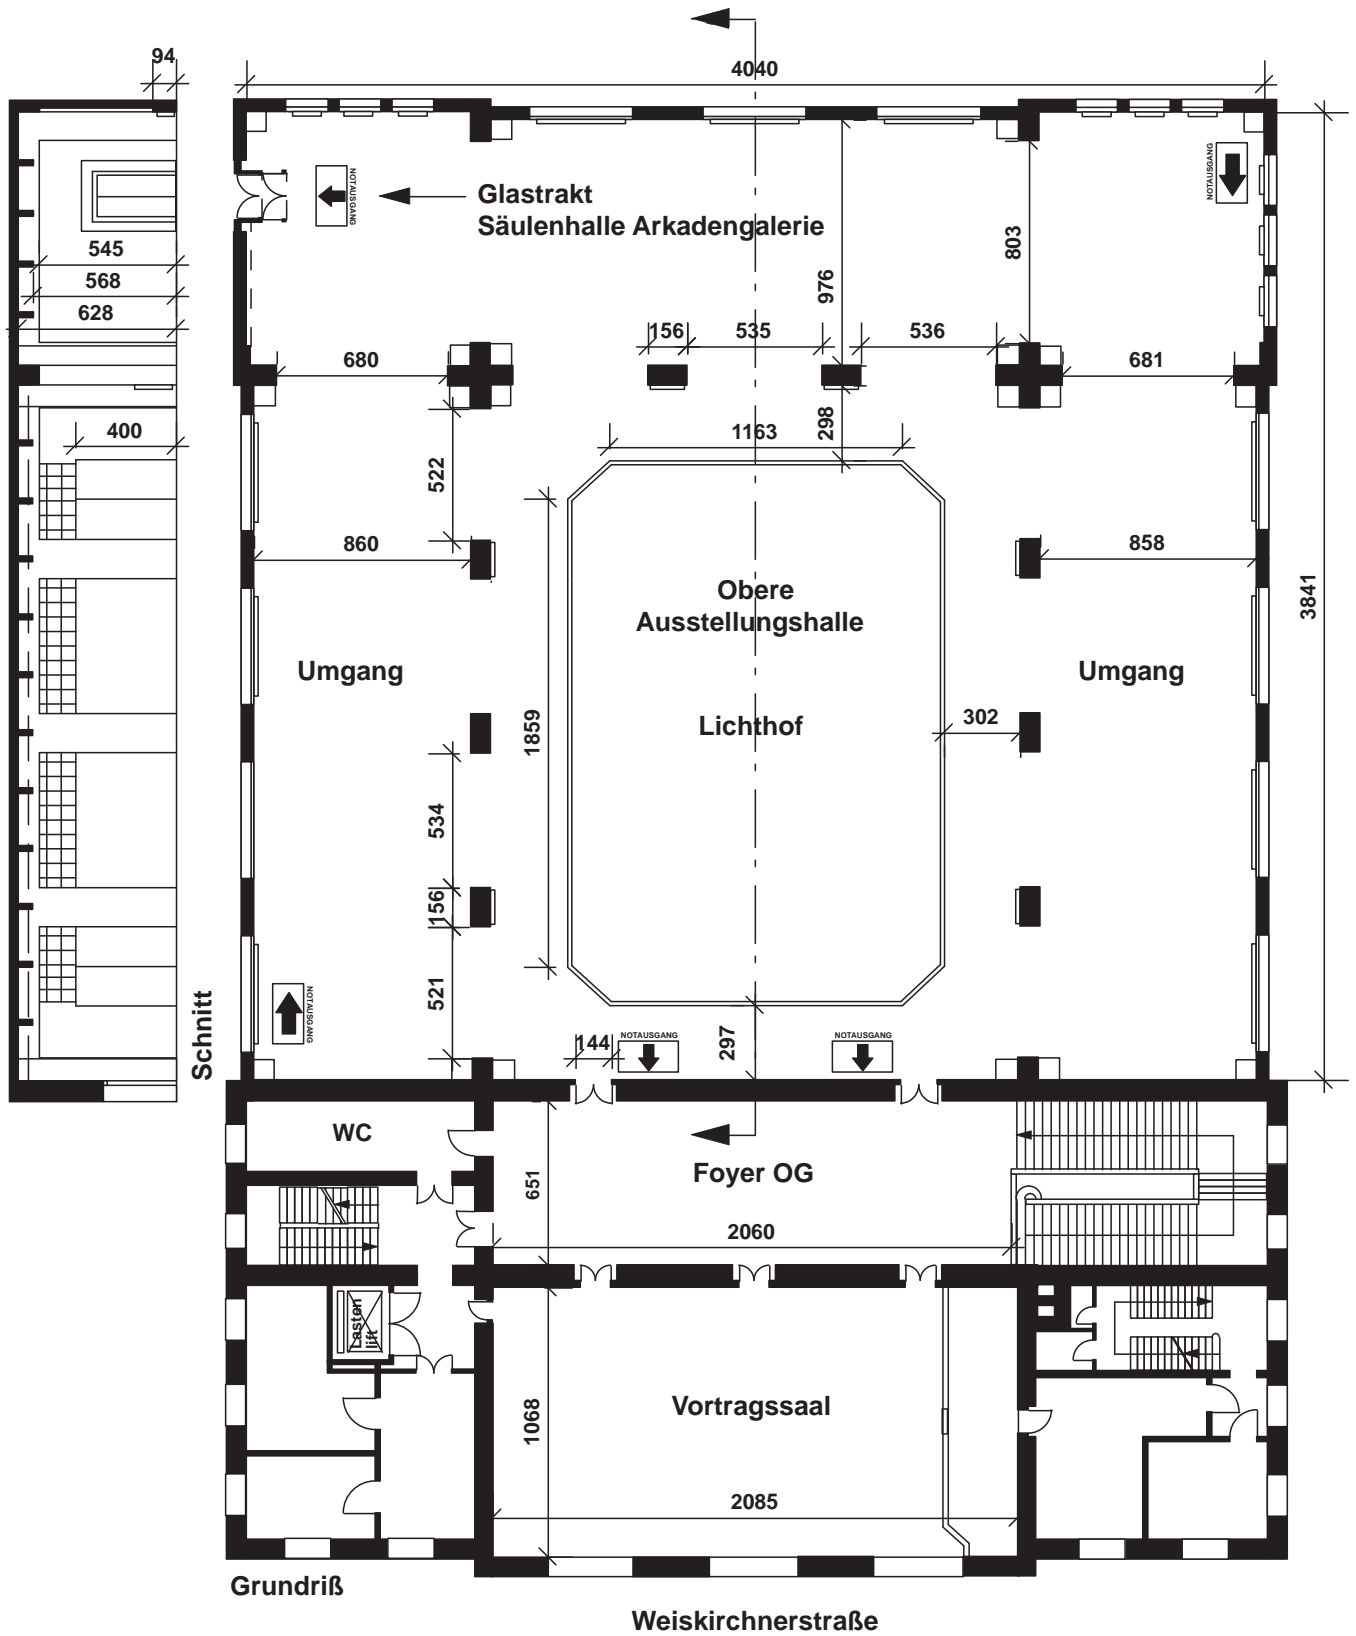 94
4040
NOTAUSGANG
NOTAUSGANG
Glastrakt
Säulenhalle Arkadengalerie
545
568
628
803
976
156
535
536
680
681
400
1163
298
522
860
858
Obere
Ausstellungshalle
3841
Umgang
Umgang
1859
Lichthof
302
534
156
521
Schnitt
NOTAUSGANG
144
NOTAUSGANG
297
NOTAUSGANG
WC
651
Foyer OG
2060
Lasten
lift
1068
Vortragssaal
2085
Grundriß
Weiskirchnerstraße